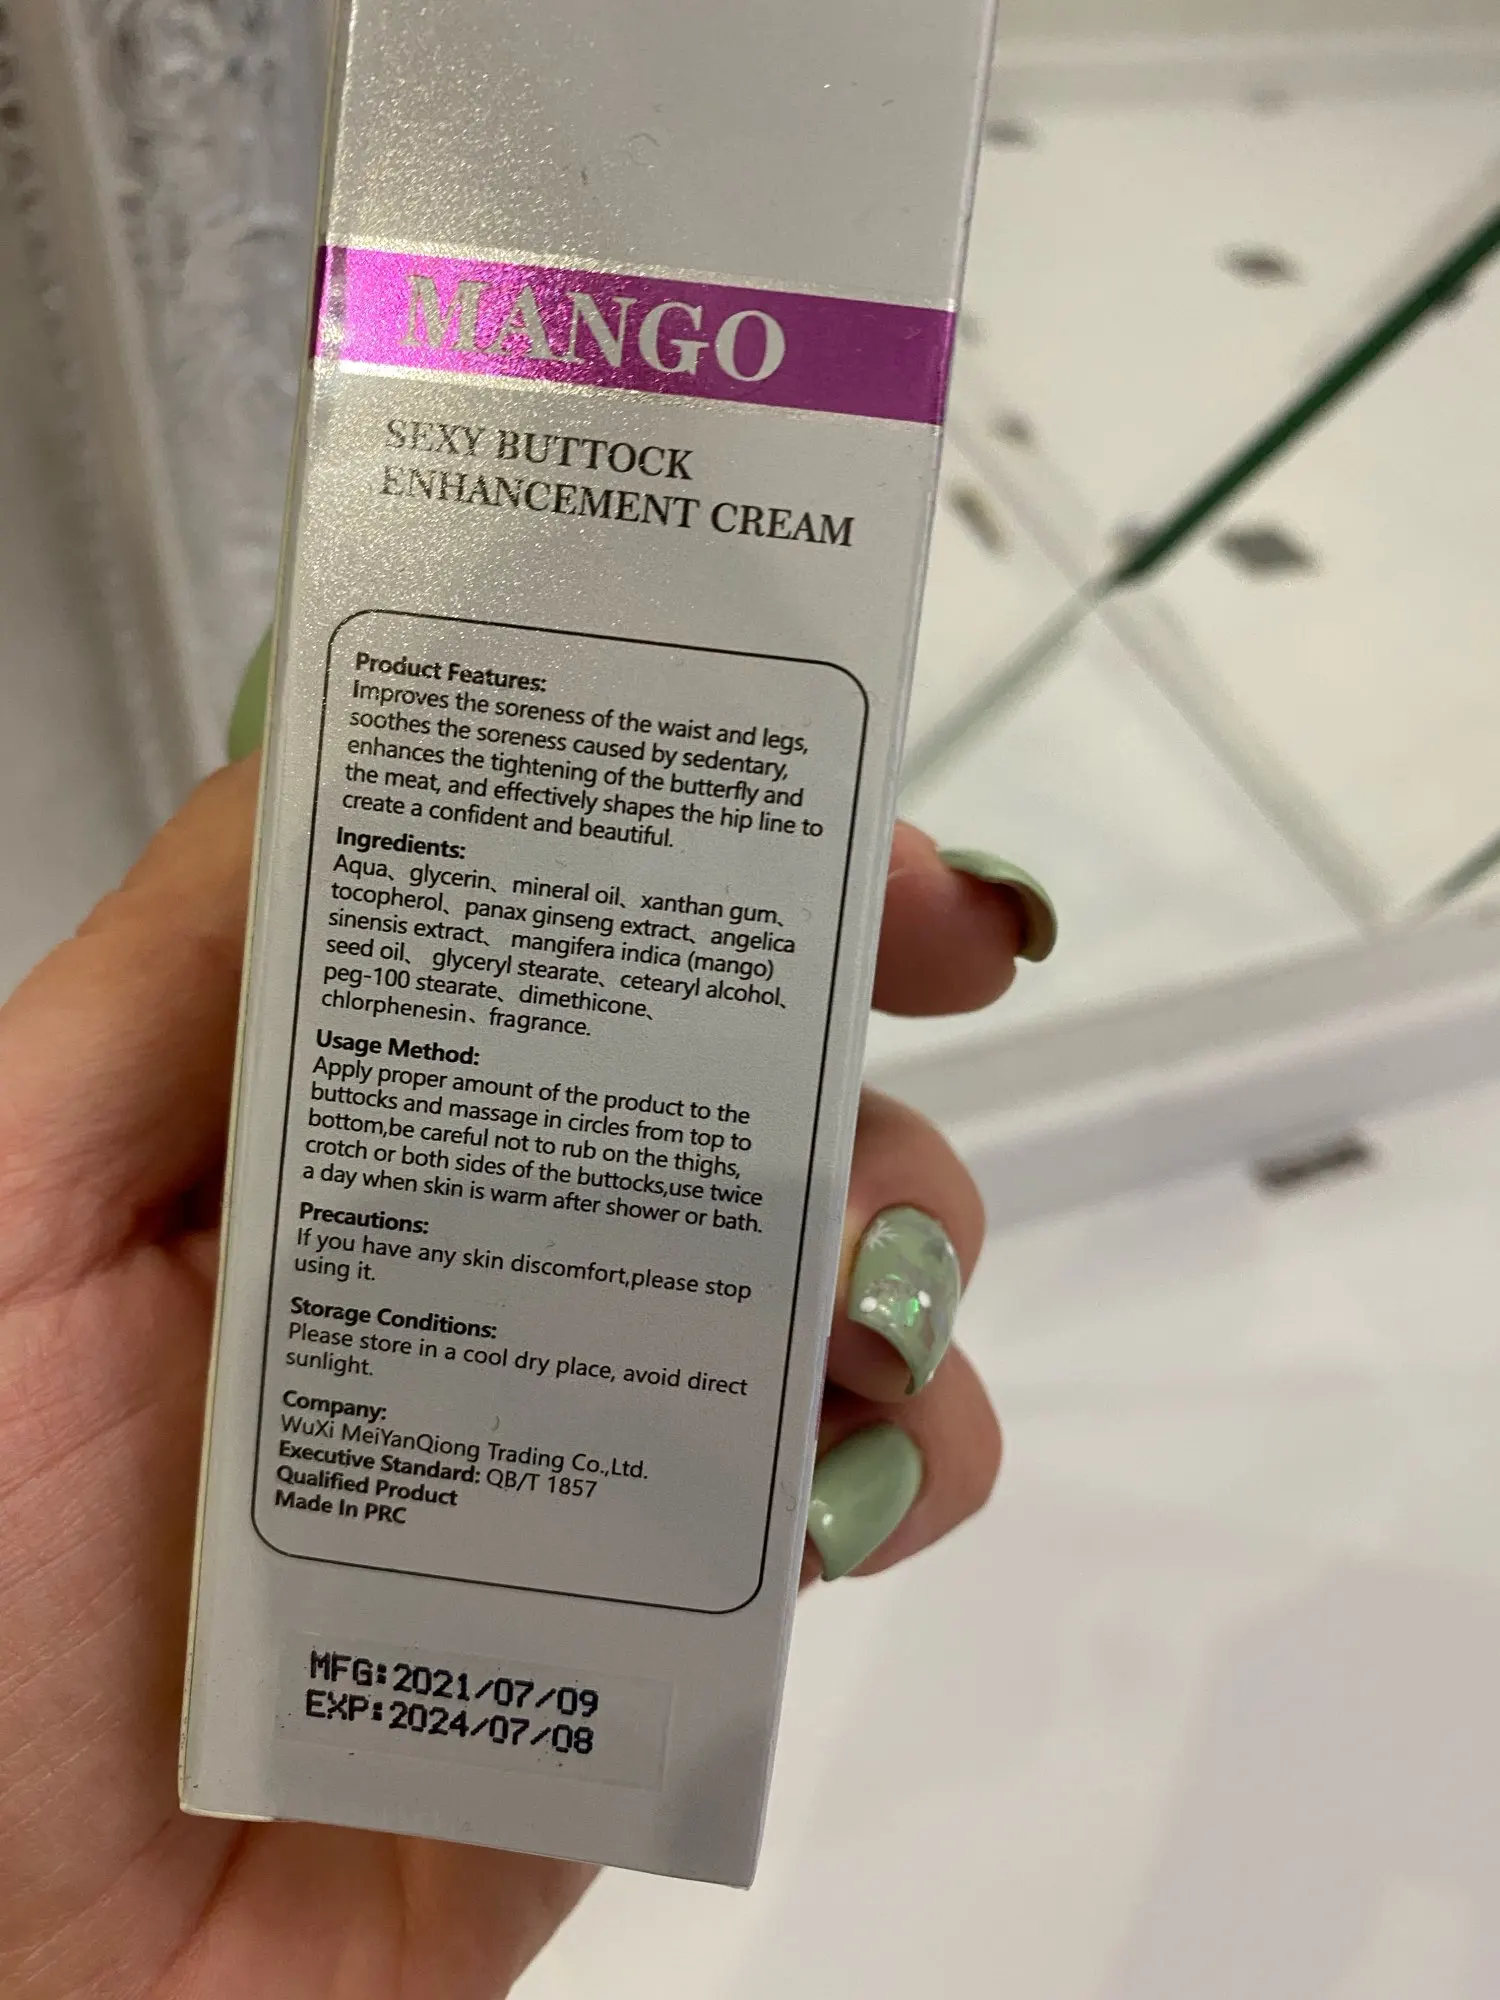 MANGO
SEXY BUTTOCK
ENHANCEMENT CREAM
Product Features:
Improves the soreness of the waist and legs,
soothes the soreness caused by sedentary,
enhances the tightening of the butterfly and
the meat, and effectively shapes the hip line to
create a confident and beautiful.
Ingredients:
Aqua、glycerin、mineral oil、xanthan gum、
tocopherol、panax ginseng extract、angelica
sinensis extract、mangifera indica (mango)
seed oil、glyceryl stearate、cetearyl alcohol、
peg-100 stearate、dimethicone、
chlorphenesin、fragrance.
Usage Method:
Apply proper amount of the product to the
buttocks and massage in circles from top to
bottom,be careful not to rub on the thighs,
crotch or both sides of the buttocks,use twice
a day when skin is warm after shower or bath.
Precautions:
If you have any skin discomfort,please stop
using it.
Storage Conditions:
Please store in a cool dry place, avoid direct
sunlight.
Company:
WuXi MeiYanQiong Trading Co.,Ltd.
Executive Standard: QB/T 1857
Qualified Product
Made In PRC
MFG:2021/07/09
EXP:2024/07/08